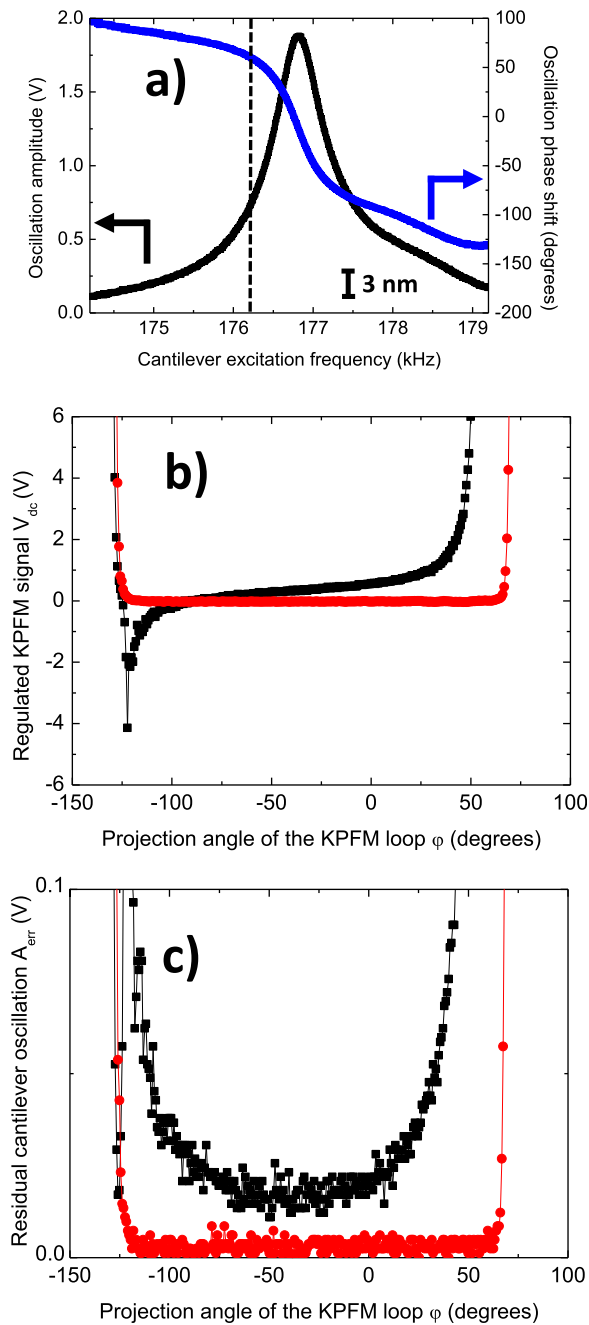 a)
Oscillation amplitude (V)
2.0
1.5
1.0
0.5
0.0
100
50
0
-50
-100
-150
-200
Oscillation phase shift (degrees)
3 nm
175 176 177 178 179
Cantilever excitation frequency (kHz)
b)
Regulated KPFM signal V_dc (V)
6
4
2
0
-2
-4
-6
-150 -100 -50 0 50 100
Projection angle of the KPFM loop φ (degrees)
c)
Residual cantilever oscillation A_err (V)
0.1
0.0
-150 -100 -50 0 50 100
Projection angle of the KPFM loop φ (degrees)